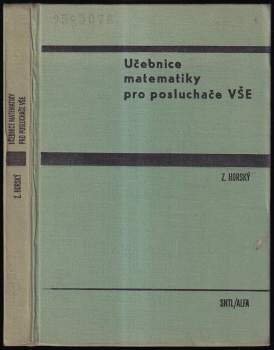 Učebnice
matematiky
pro posluchače VŠE
Z. HORSKÝ
SNTL/ALFA
UČEBNICE MATEMATIKY
PRO POSLUCHAČE VŠE
Z. HORSKÝ